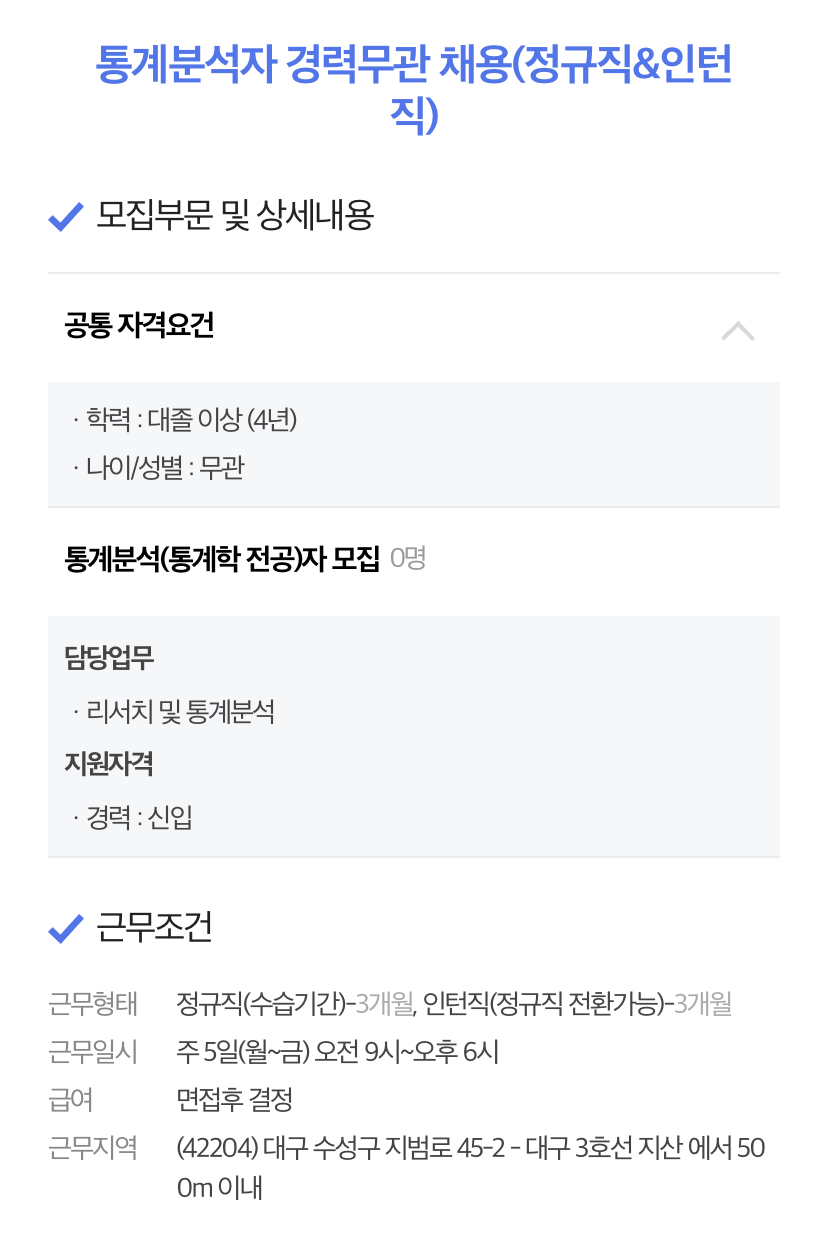 통계분석자 경력무관 채용(정규직&인턴
직)
모집부문 및 상세내용
공통 자격요건
· 학력 : 대졸 이상 (4년)
· 나이/성별 : 무관
통계분석(통계학 전공)자 모집 0명
담당업무
· 리서치 및 통계분석
지원자격
· 경력 : 신입
근무조건
근무형태 정규직(수습기간)-3개월, 인턴직(정규직 전환가능)-3개월
근무일시 주 5일(월~금) 오전 9시~오후 6시
급여 면접후 결정
근무지역 (42204) 대구 수성구 지범로 45-2 - 대구 3호선 지산 에서 50
0m 이내